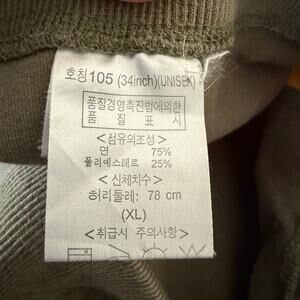 호칭105 (34inch)(UNISEX)
품질경영촉진법에의한
품 질 표 시
<섬유의조성>
면 75%
폴리에스테르 25%
<신체치수>
허리둘레: 78 cm
(XL)
<취급시 주의사항>